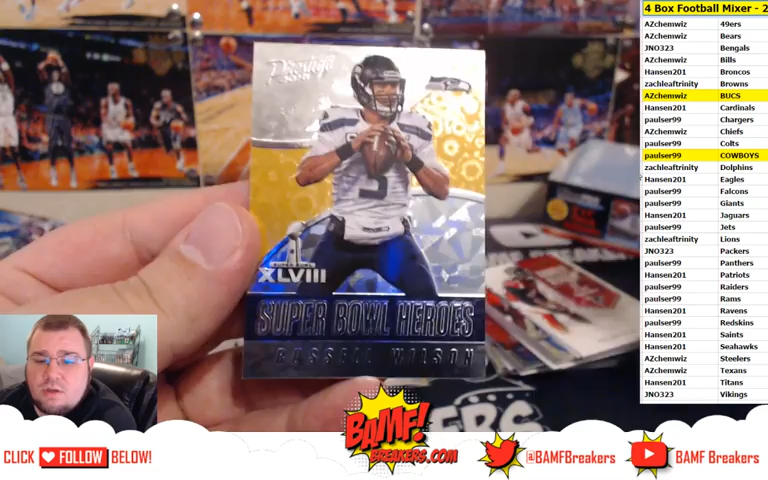 4 Box Football Mixer - 2
AZchemwiz 49ers
AZchemwiz Bears
JNO323 Bengals
AZchemwiz Bills
Hansen201 Broncos
zachleaftrinity Browns
AZchemwiz BUCS
Hansen201 Cardinals
paulser99 Chargers
AZchemwiz Chiefs
paulser99 Colts
paulser99 COWBOYS
zachleaftrinity Dolphins
Hansen201 Eagles
paulser99 Falcons
paulser99 Giants
Hansen201 Jaguars
paulser99 Jets
zachleaftrinity Lions
JNO323 Packers
paulser99 Panthers
Hansen201 Patriots
paulser99 Raiders
paulser99 Rams
Hansen201 Ravens
paulser99 Redskins
Hansen201 Saints
Hansen201 Seahawks
AZchemwiz Steelers
AZchemwiz Texans
Hansen201 Titans
JNO323 Vikings
Prestige
3
SUPER BOWL
XLVIII
SUPER BOWL HEROES
RUSSELL WILSON
ERS
CLICK FOLLOW BELOW!
BAMF!
BREAKERS.COM
@BAMFBreakers
BAMF Breakers